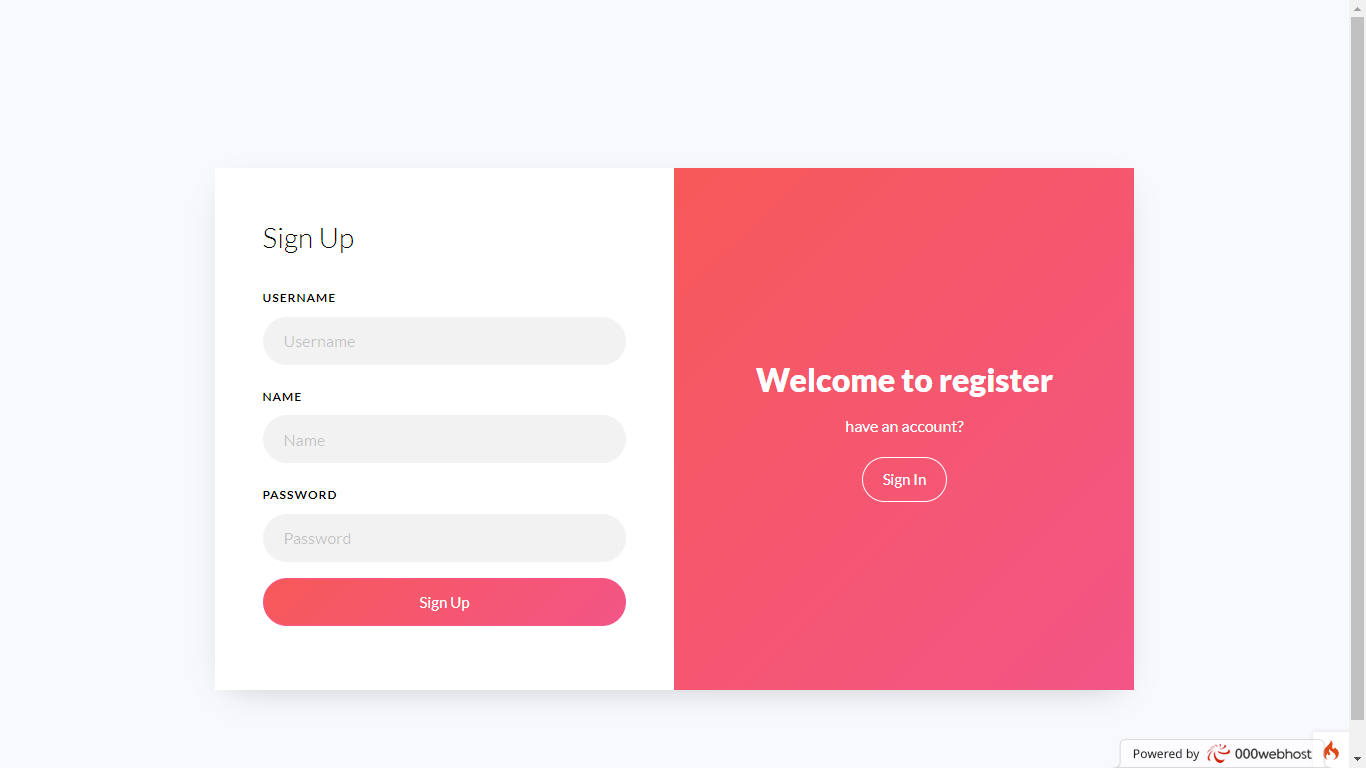 Sign Up
USERNAME
Username
NAME
Name
PASSWORD
Password
Sign Up
Welcome to register
have an account?
Sign In
Powered by 000webhost